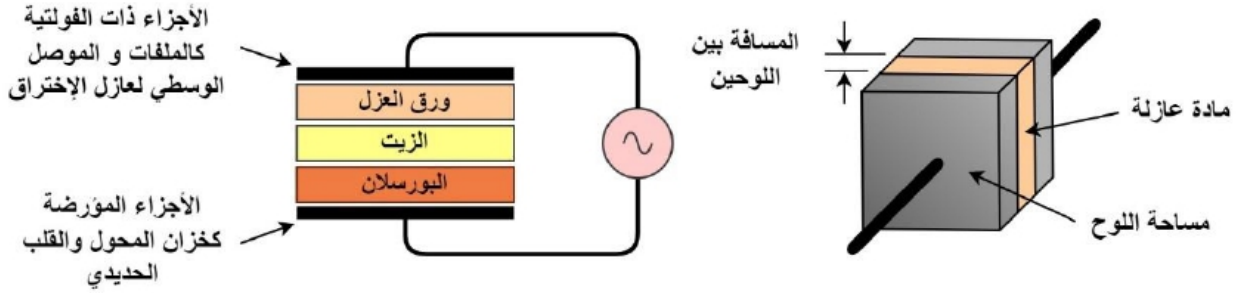 الأجزاء ذات الفولتية
كالملفات و الموصل
الوسطي لعازل الإختراق
ورق العزل
الزيت
البورسلان
الأجزاء المؤرضة
كخزان المحول والقلب
الحديدي
المسافة بين
اللوحين
مادة عازلة
مساحة اللوح